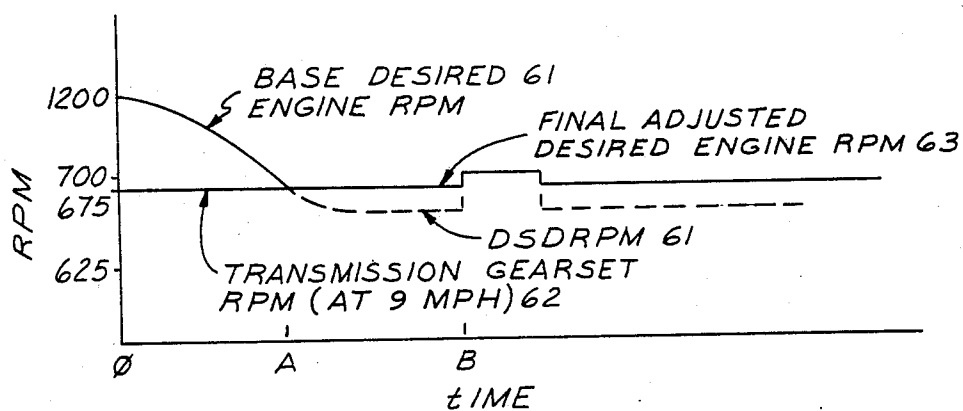 BASE DESIRED 61
ENGINE RPM
1200
FINAL ADJUSTED
DESIRED ENGINE RPM 63
700
675
RPM
DSDRPM 61
625
TRANSMISSION GEARSET
RPM (AT 9 MPH) 62
Ø
A
B
tIME